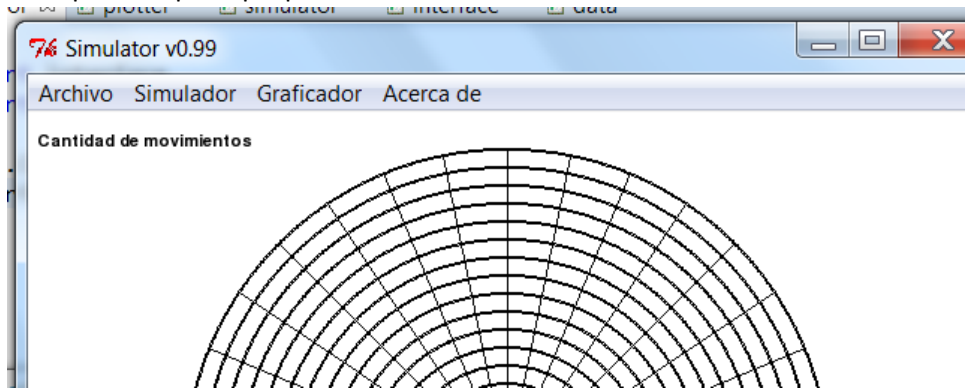 plotter simulator interface data
Simulator v0.99
Archivo Simulador Graficador Acerca de
Cantidad de movimientos